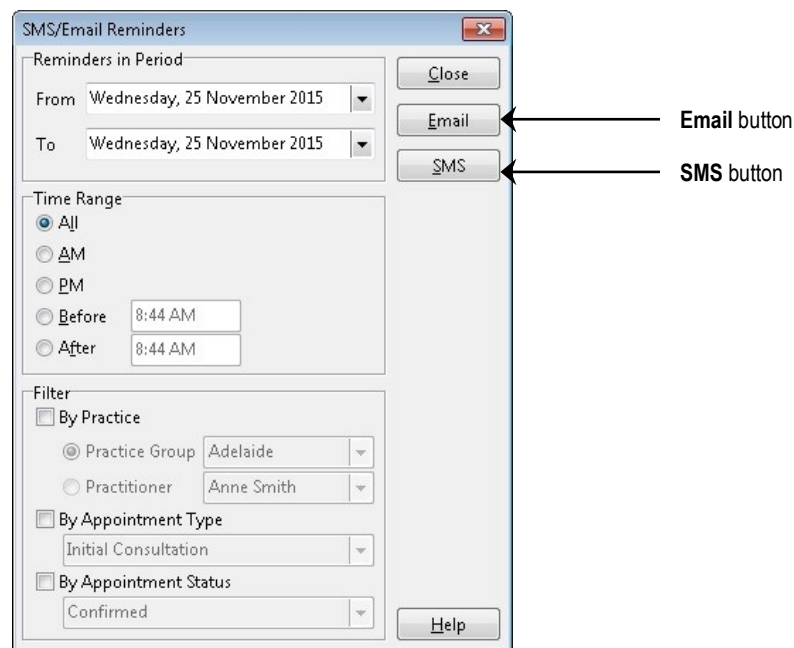 SMS/Email Reminders
Reminders in Period
From Wednesday, 25 November 2015
To Wednesday, 25 November 2015
Close
Email
SMS
Email button
SMS button
Time Range
All
AM
PM
Before 8:44 AM
After 8:44 AM
Filter
By Practice
Practice Group Adelaide
Practitioner Anne Smith
By Appointment Type
Initial Consultation
By Appointment Status
Confirmed
Help